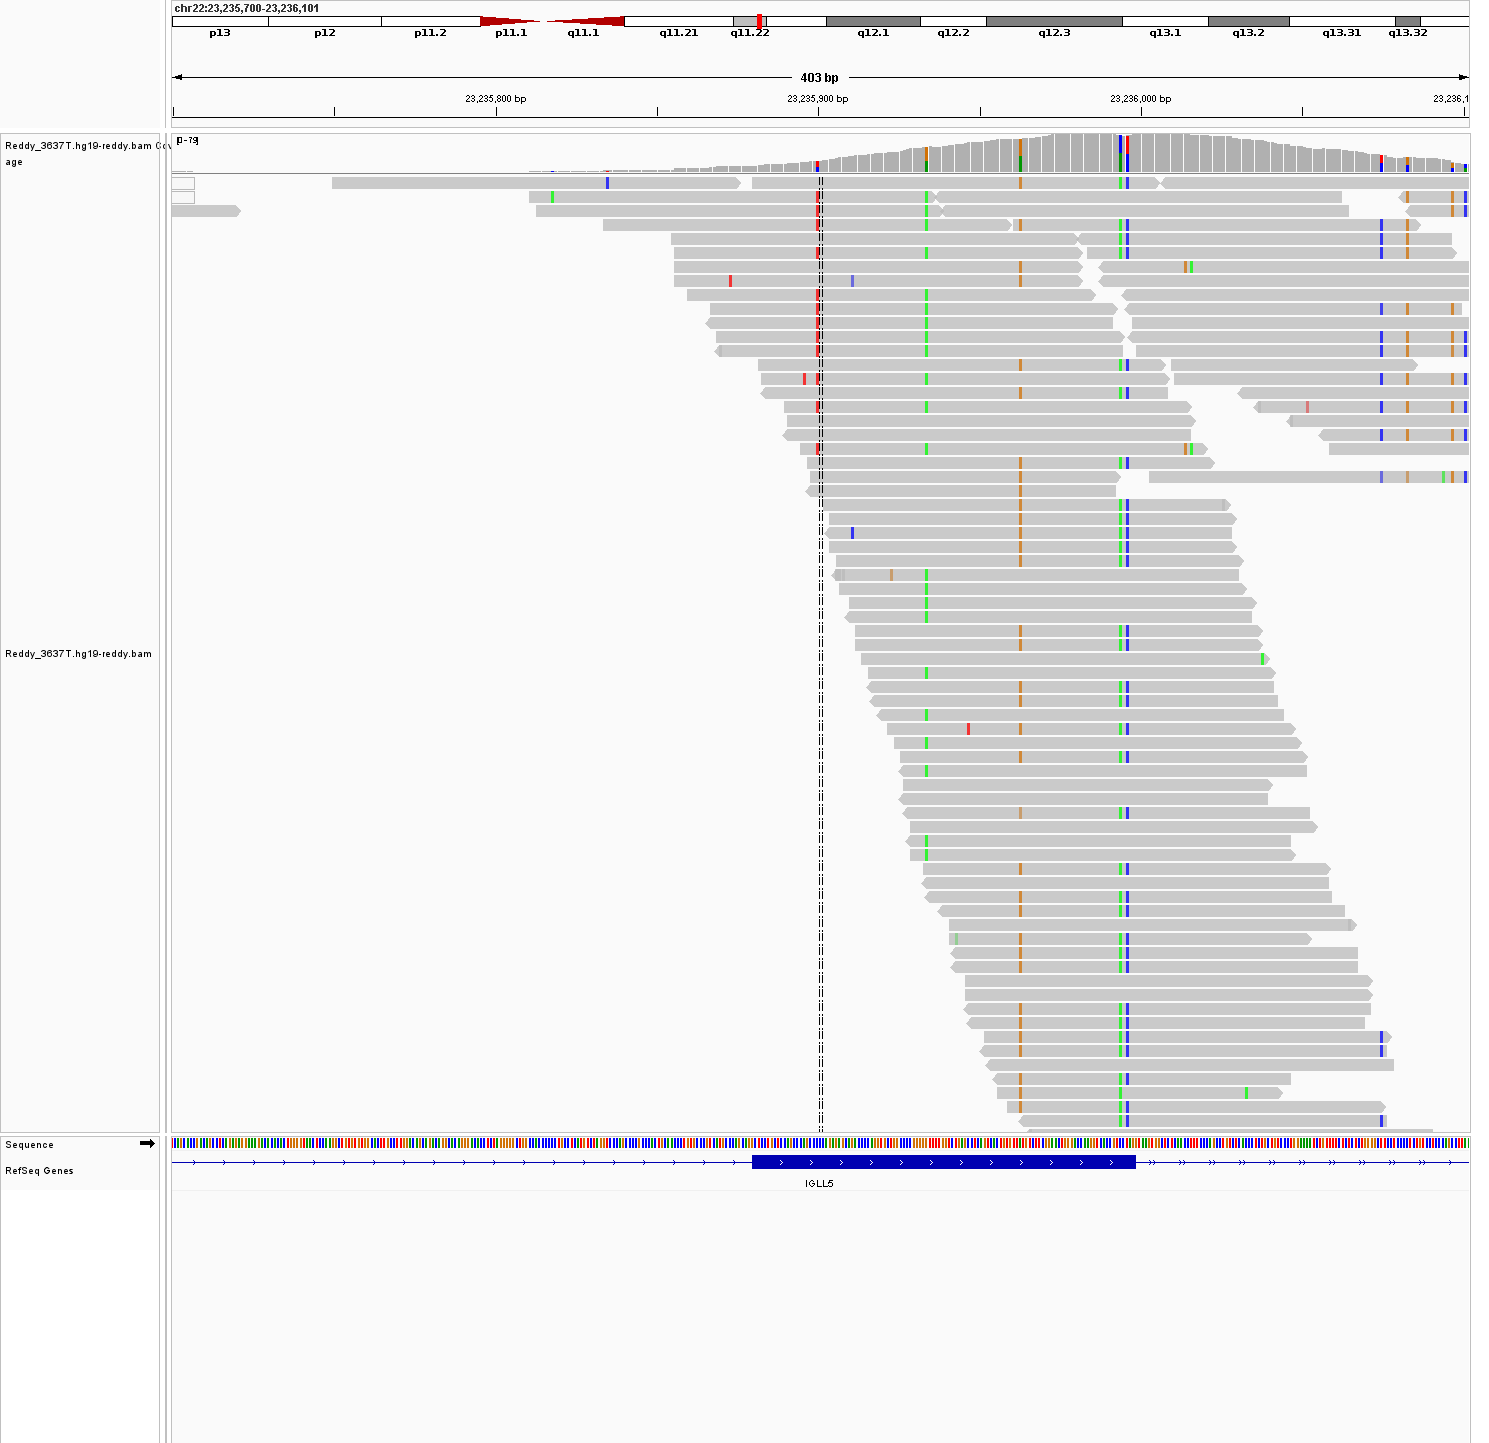 chr22:23,235,700-23,236,101
p13 p12 p11.2 p11.1 q11.1 q11.21 q11.22 q12.1 q12.2 q12.3 q13.1 q13.2 q13.31 q13.32
403 bp
23,235,800 bp 23,235,900 bp 23,236,000 bp 23,236,1
Reddy_3637T.hg19-reddy.bam Cov
age
[0-79]
Reddy_3637T.hg19-reddy.bam
Sequence
RefSeq Genes
IGLL5